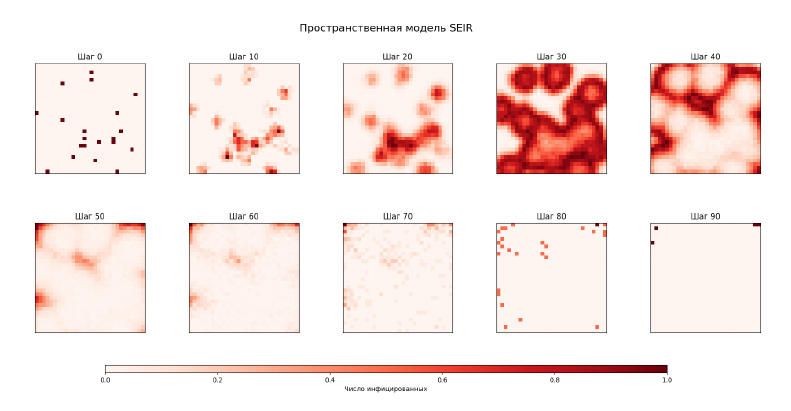 Пространственная модель SEIR
Шаг 0
Шаг 10
Шаг 20
Шаг 30
Шаг 40
Шаг 50
Шаг 60
Шаг 70
Шаг 80
Шаг 90
0.0 0.2 0.4 0.6 0.8 1.0
Число инфицированных